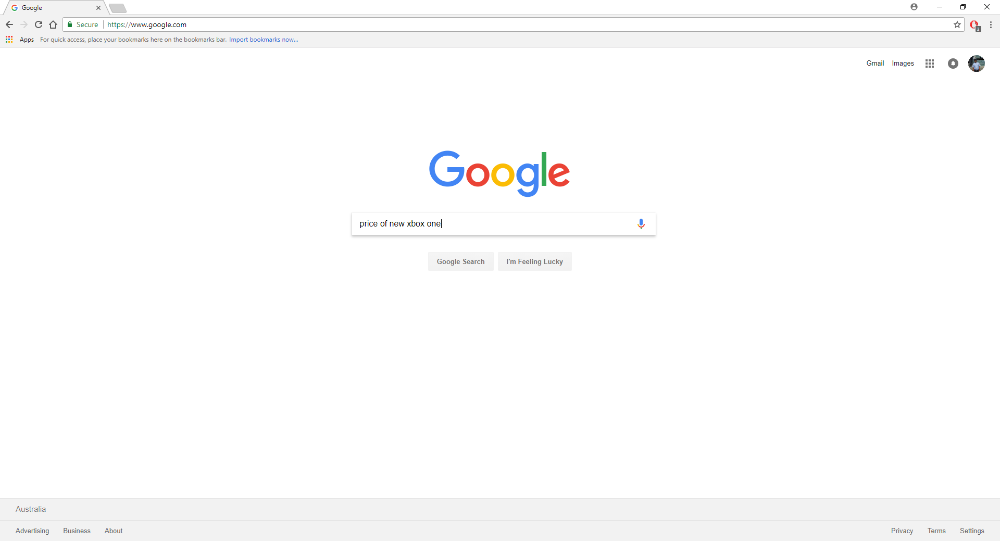 Google
Secure https://www.google.com
Apps For quick access, place your bookmarks here on the bookmarks bar. Import bookmarks now...
2
Gmail Images
Google
price of new xbox one
Google Search I'm Feeling Lucky
Australia
Advertising Business About Privacy Terms Settings